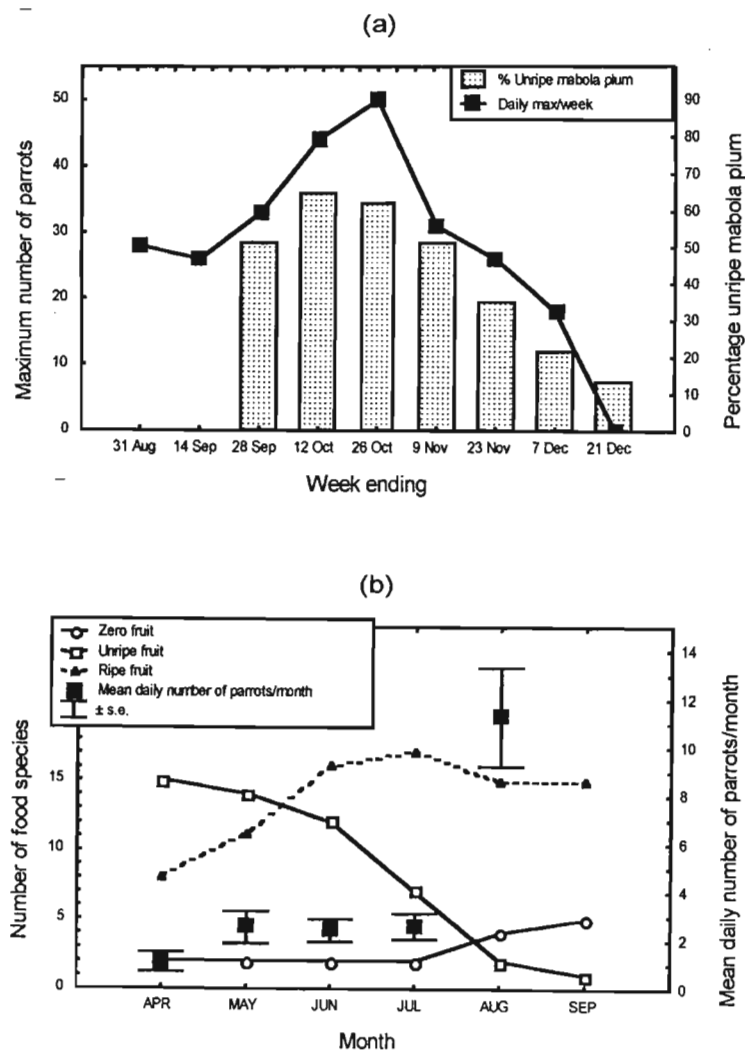 (a)
% Unripe mabola plum
Daily max/week
Maximum number of parrots
50
40
30
20
10
0
90
80
70
60
50
40
30
20
10
0
Percentage unripe mabola plum
31 Aug 14 Sep 28 Sep 12 Oct 26 Oct 9 Nov 23 Nov 7 Dec 21 Dec
Week ending
(b)
Zero fruit
Unripe fruit
Ripe fruit
Mean daily number of parrots/month
± s.e.
Number of food species
15
10
5
0
14
12
10
8
6
4
2
0
Mean daily number of parrots/month
APR MAY JUN JUL AUG SEP
Month